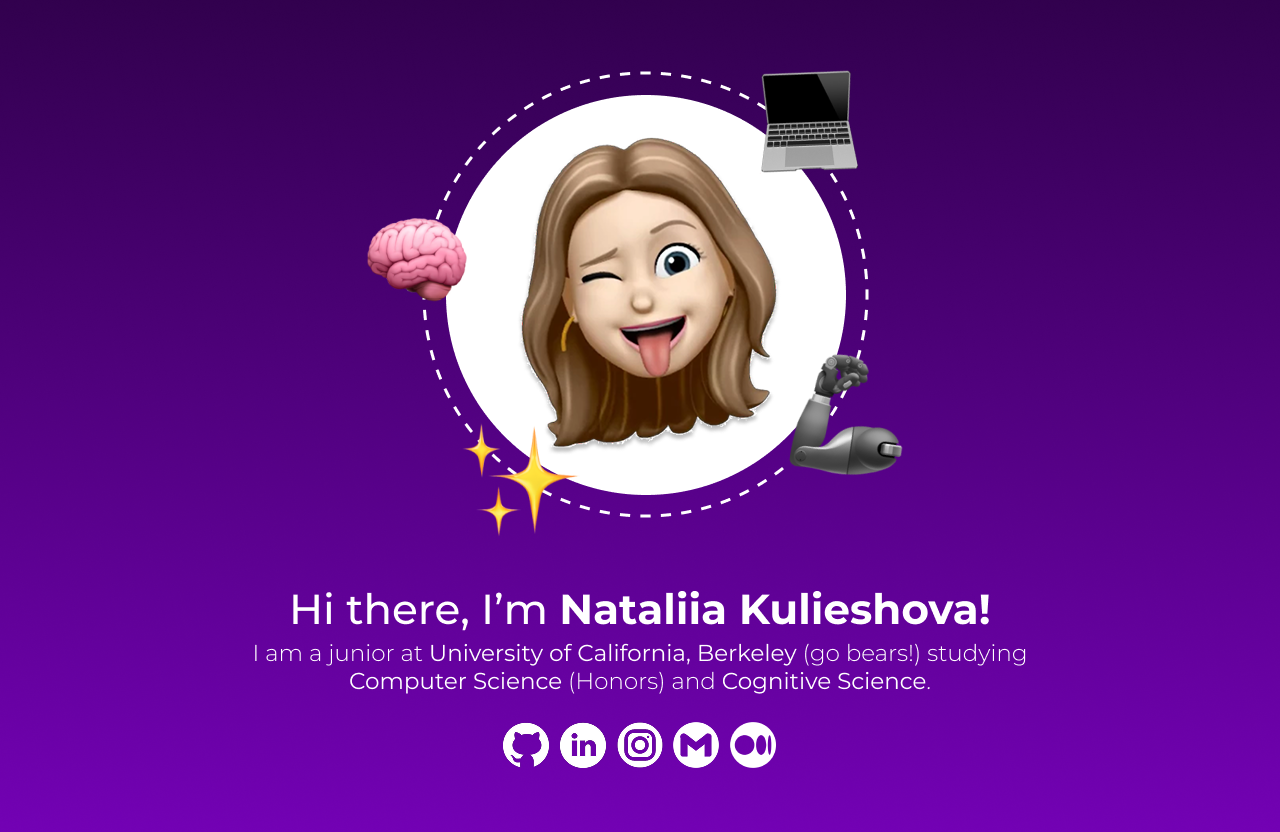 Hi there, I’m Nataliia Kulieshova!
I am a junior at University of California, Berkeley (go bears!) studying
Computer Science (Honors) and Cognitive Science.
in